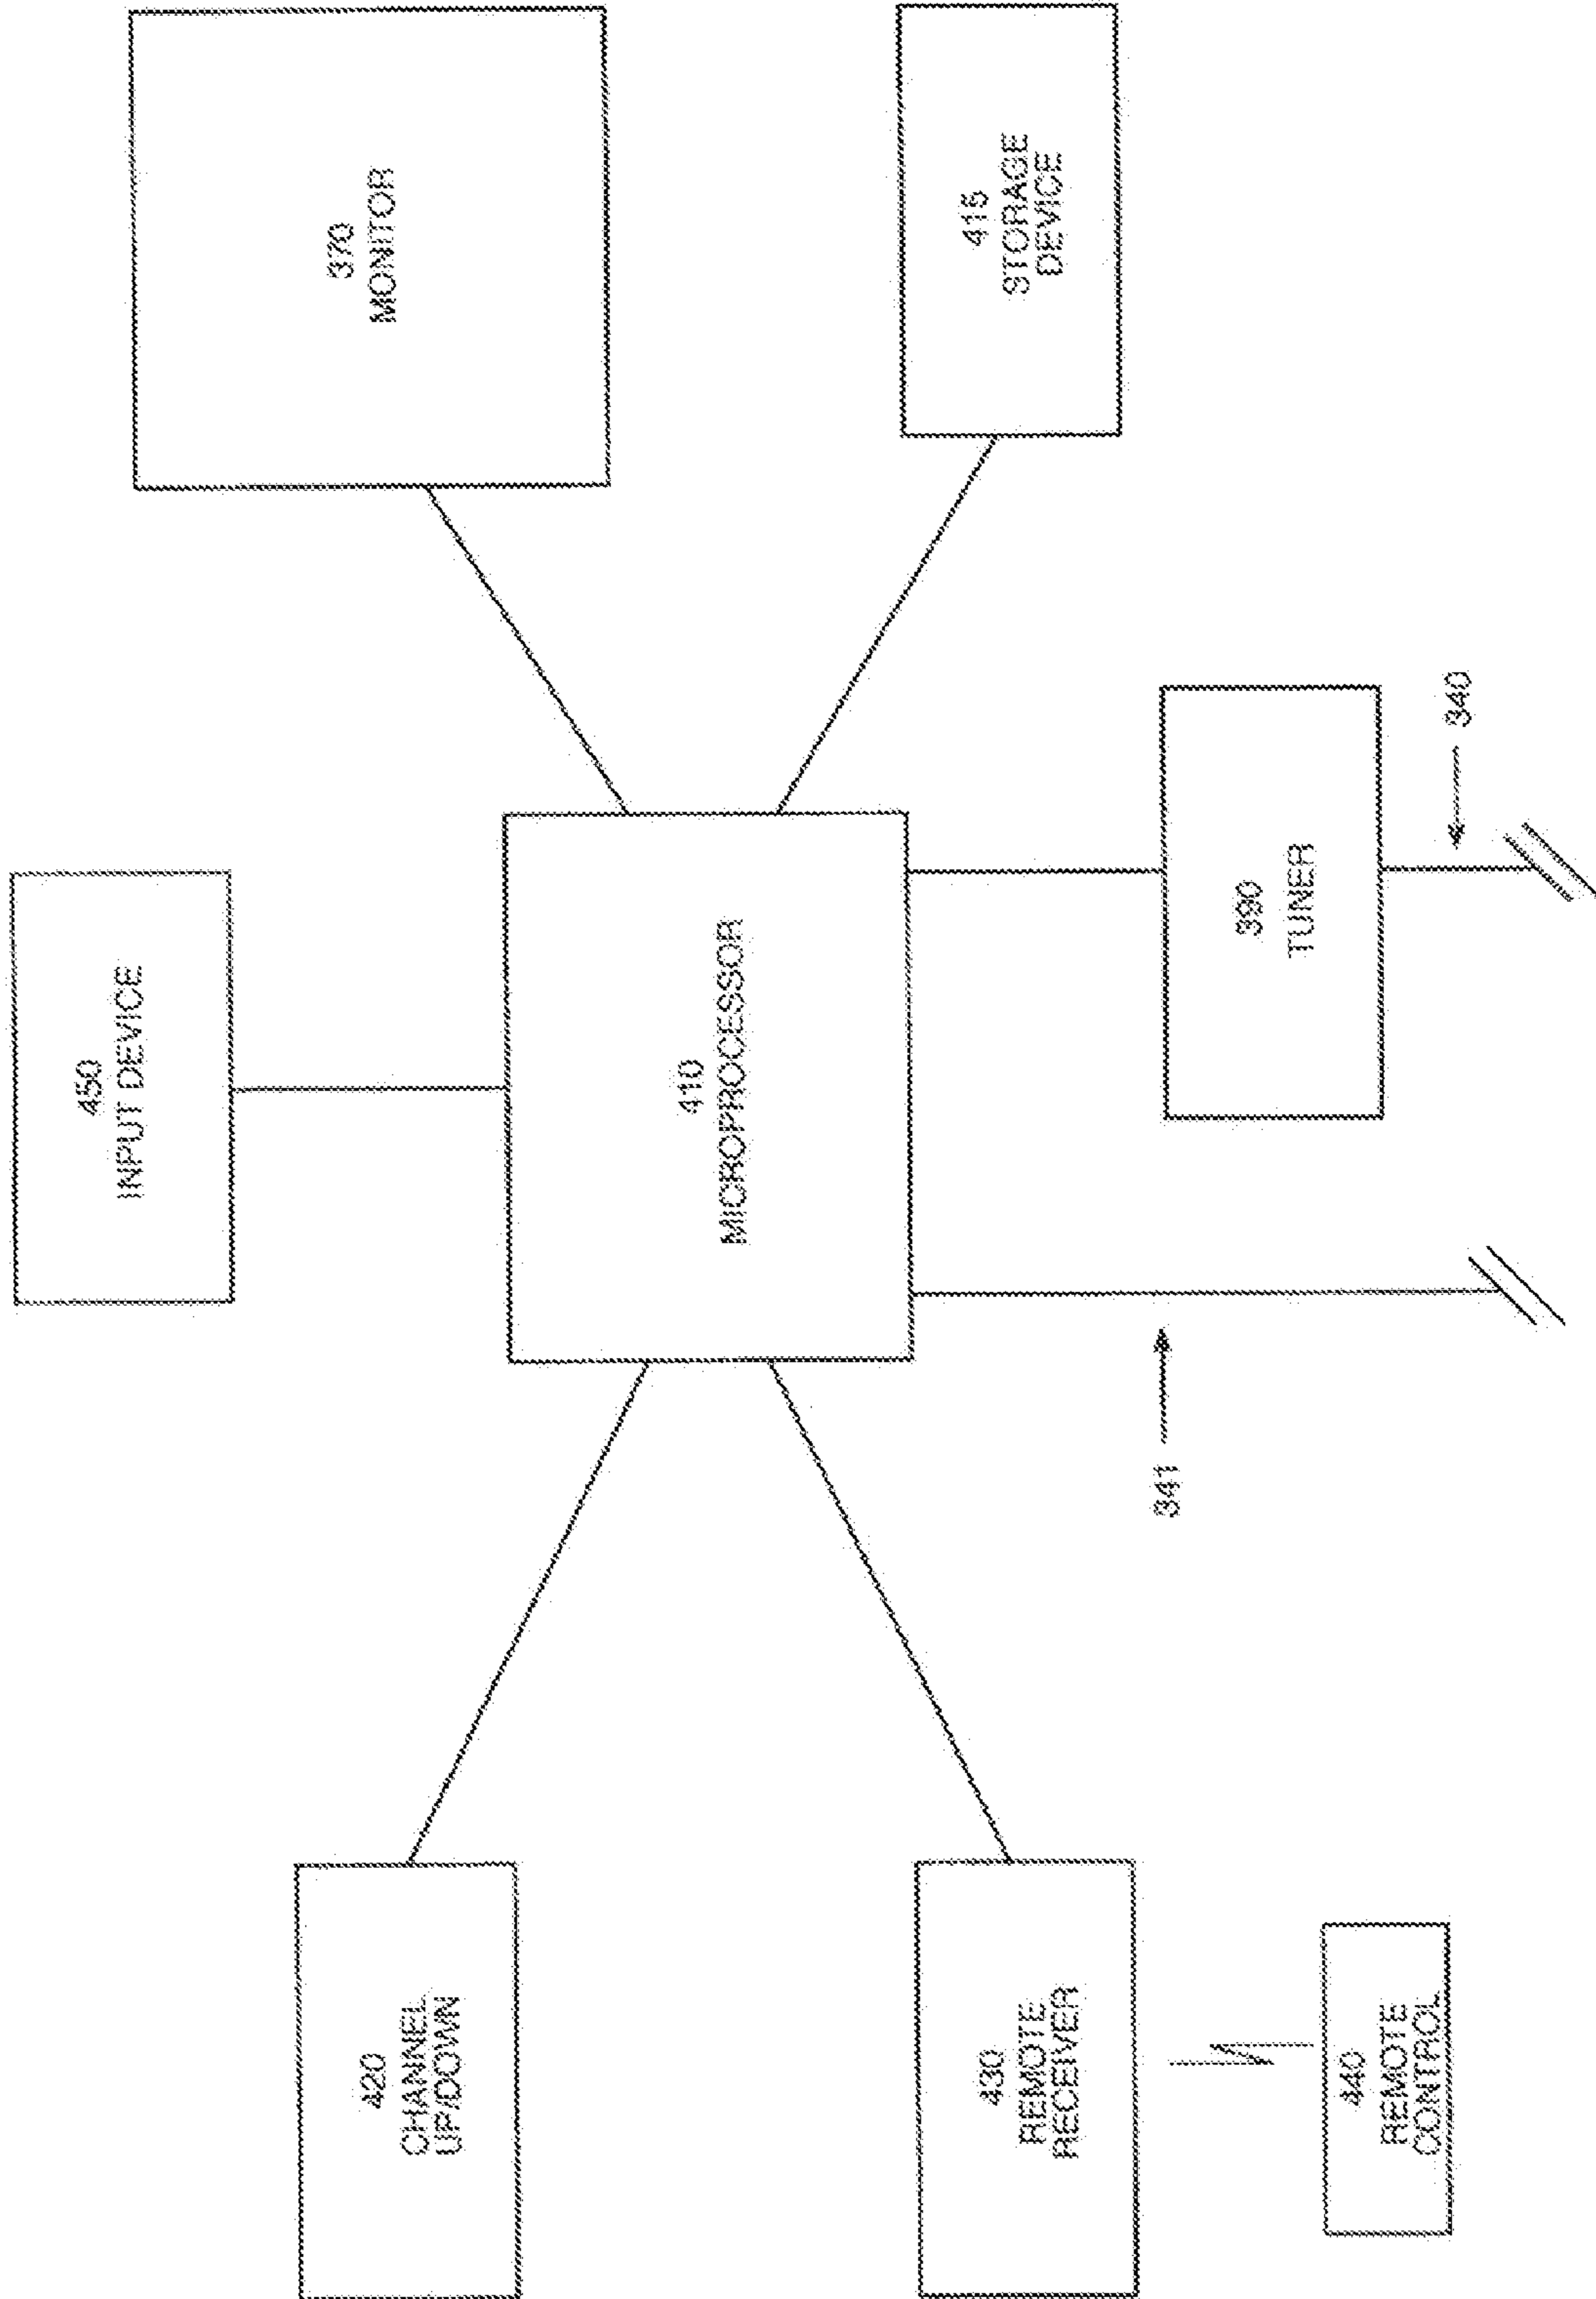 450
INPUT DEVICE
420
CHANNEL
UP/DOWN
410
MICROPROCESSOR
370
MONITOR
430
REMOTE
RECEIVER
415
STORAGE
DEVICE
440
REMOTE
CONTROL
341
390
TUNER
340